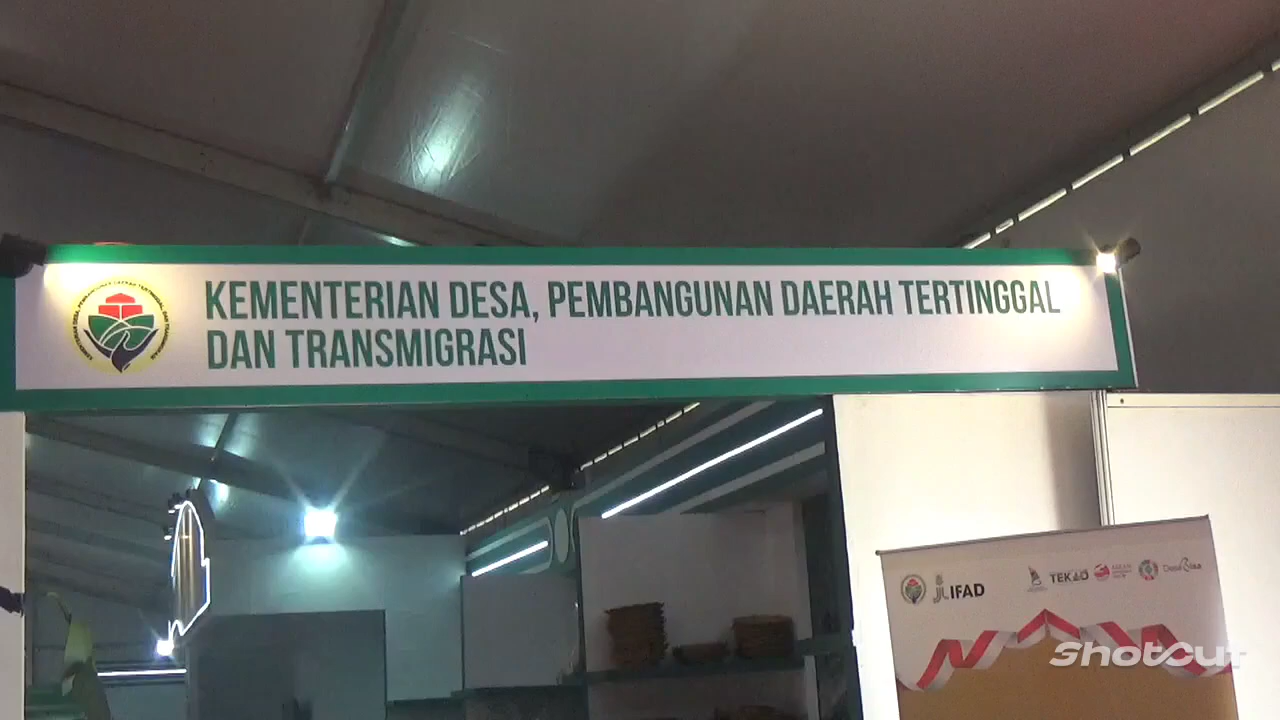 KEMENTERIAN DESA, PEMBANGUNAN DAERAH TERTINGGAL
DAN TRANSMIGRASI
IFAD
TEKAD
Shotcut